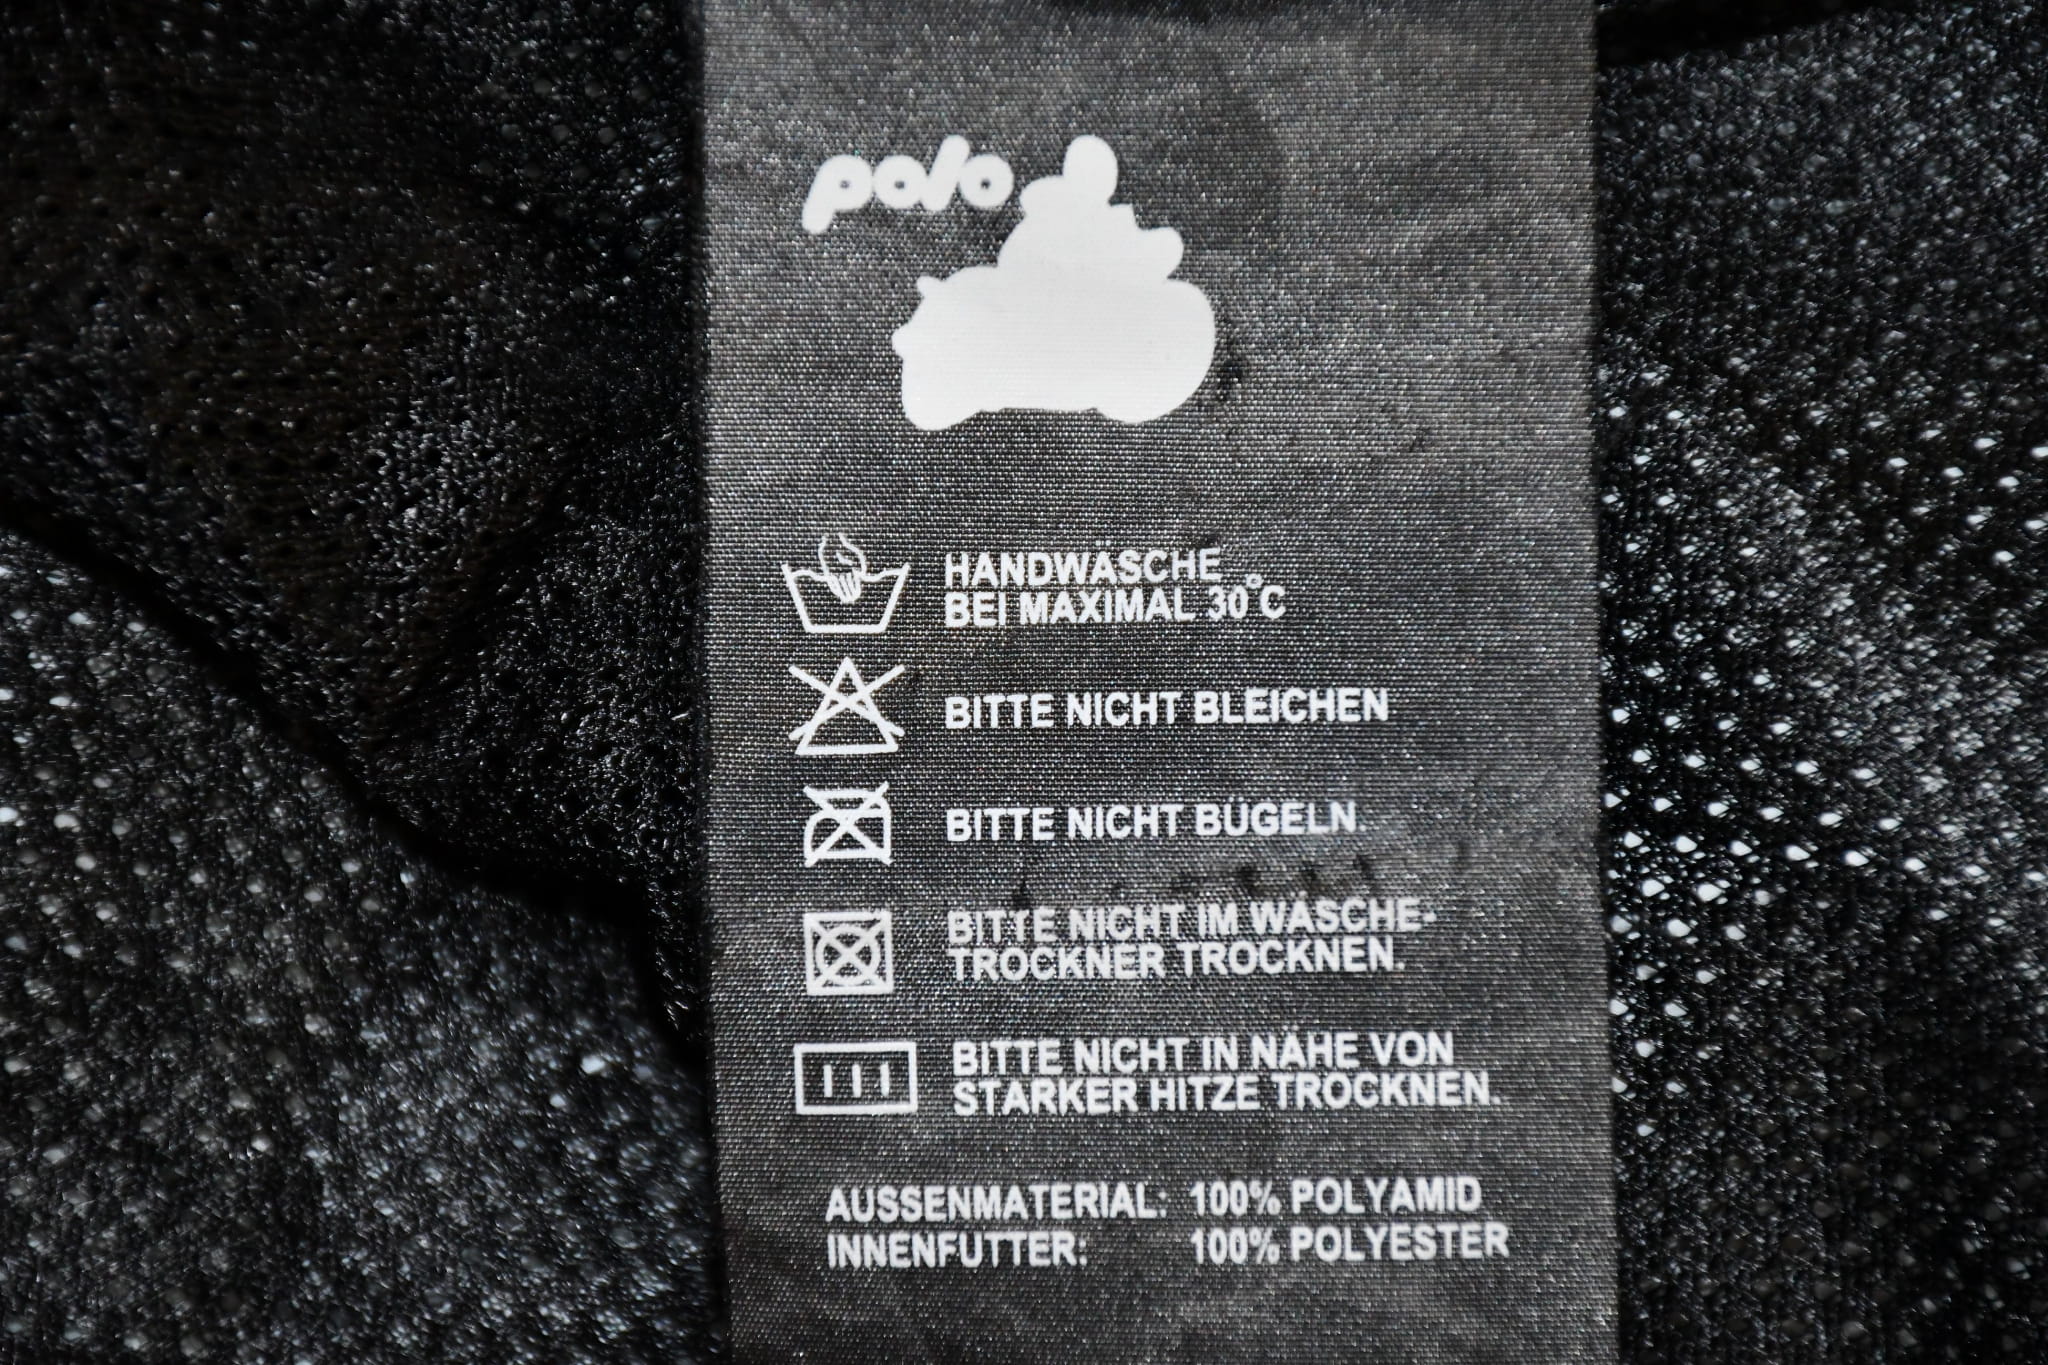 polo
HANDWÄSCHE
BEI MAXIMAL 30°C
BITTE NICHT BLEICHEN
BITTE NICHT BÜGELN.
BITTE NICHT IM WÄSCHE-
TROCKNER TROCKNEN.
BITTE NICHT IN NÄHE VON
STARKER HITZE TROCKNEN.
AUSSENMATERIAL: 100% POLYAMID
INNENFUTTER: 100% POLYESTER